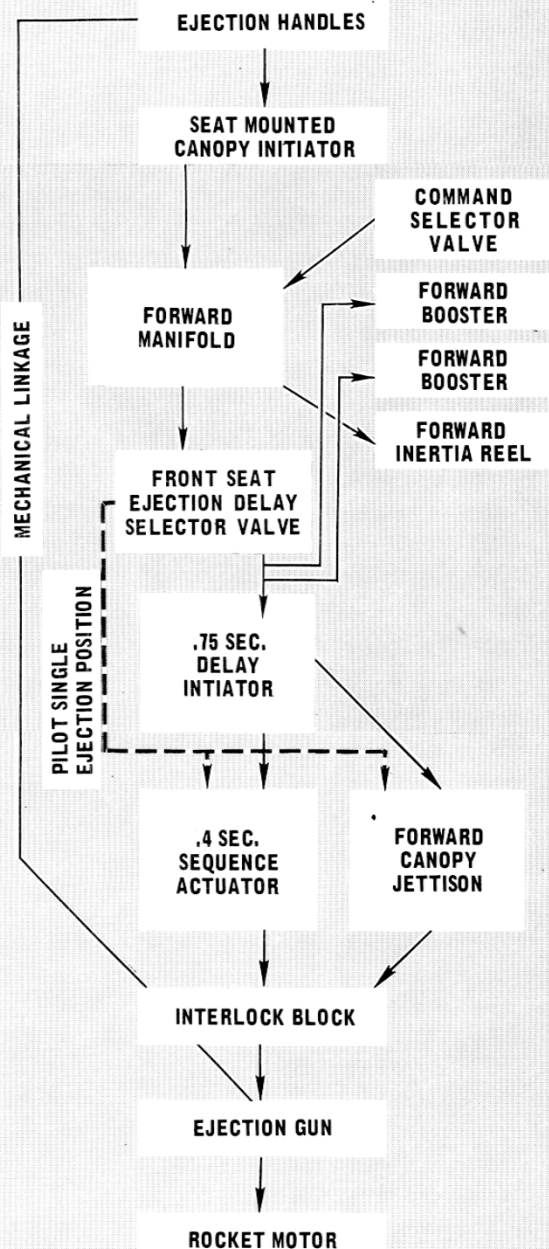 EJECTION HANDLES
SEAT MOUNTED
CANOPY INITIATOR
COMMAND
SELECTOR
VALVE
FORWARD
MANIFOLD
FORWARD
BOOSTER
FORWARD
BOOSTER
FORWARD
INERTIA REEL
MECHANICAL LINKAGE
FRONT SEAT
EJECTION DELAY
SELECTOR VALVE
PILOT SINGLE
EJECTION POSITION
.75 SEC.
DELAY
INTIATOR
.4 SEC.
SEQUENCE
ACTUATOR
FORWARD
CANOPY
JETTISON
INTERLOCK BLOCK
EJECTION GUN
ROCKET MOTOR